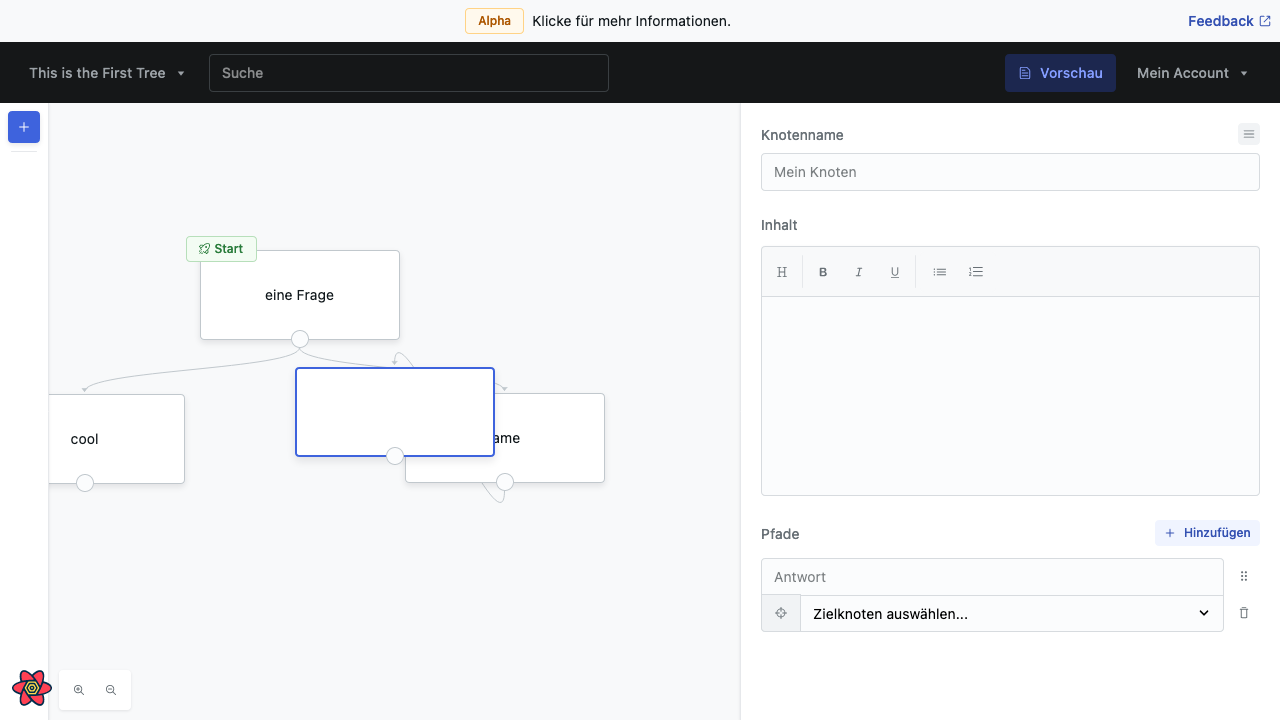 Alpha Klicke für mehr Informationen.
Feedback
This is the First Tree
Suche
Vorschau
Mein Account
Start
eine Frage
cool
ame
Knotenname
Mein Knoten
Inhalt
H B I U
Pfade
Hinzufügen
Antwort
Zielknoten auswählen...